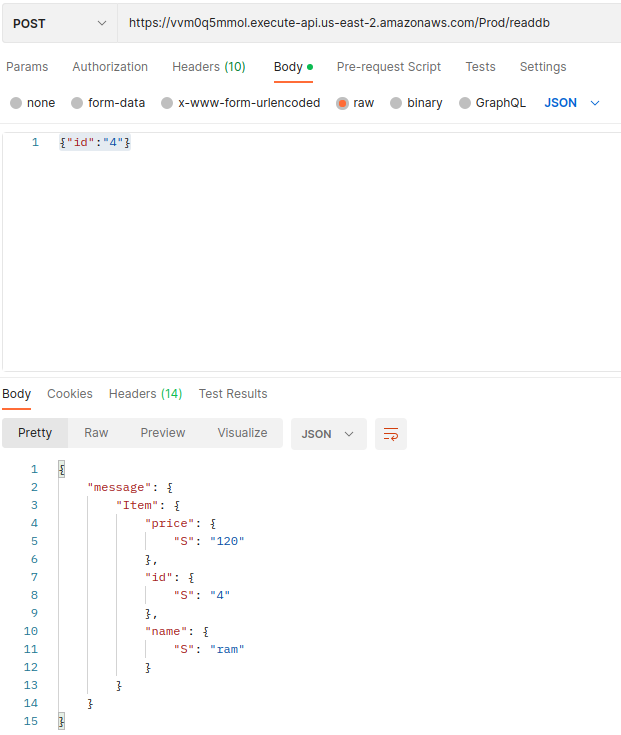 POST https://vvm0q5mmol.execute-api.us-east-2.amazonaws.com/Prod/readdb
Params Authorization Headers (10) Body Pre-request Script Tests Settings
none form-data x-www-form-urlencoded raw binary GraphQL JSON
1 {"id":"4"}
Body Cookies Headers (14) Test Results
Pretty Raw Preview Visualize JSON
1 {
2 "message": {
3 "Item": {
4 "price": {
5 "S": "120"
6 },
7 "id": {
8 "S": "4"
9 },
10 "name": {
11 "S": "ram"
12 }
13 }
14 }
15 }